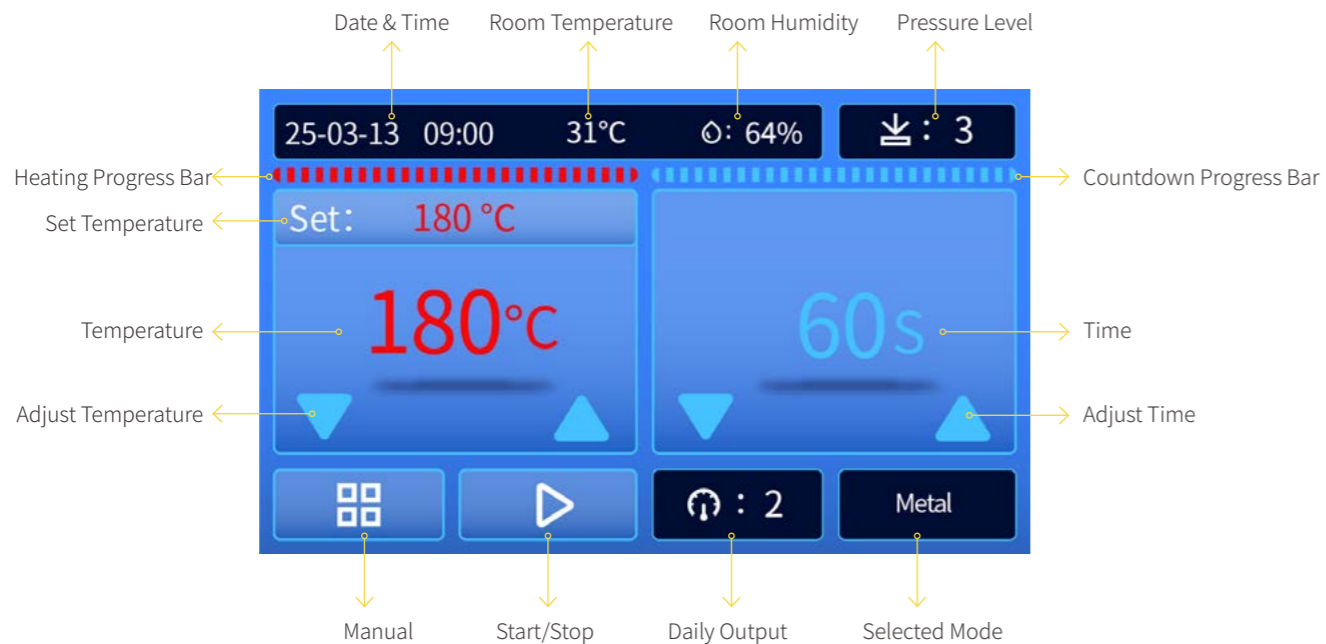 Date & Time Room Temperature Room Humidity Pressure Level
25-03-13 09:00 31°C : 64% : 3
Heating Progress Bar Countdown Progress Bar
Set Temperature Set: 180 °C
Temperature 180°C 60s Time
Adjust Temperature Adjust Time
: 2 Metal
Manual Start/Stop Daily Output Selected Mode